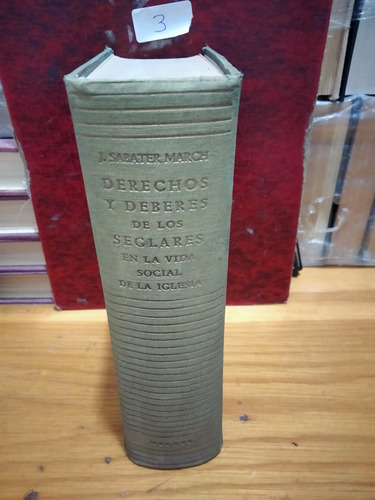 3
J. SABATER MARCH
DERECHOS
Y DEBERES
DE LOS
SEGLARES
EN LA VIDA
SOCIAL
DE LA IGLESIA